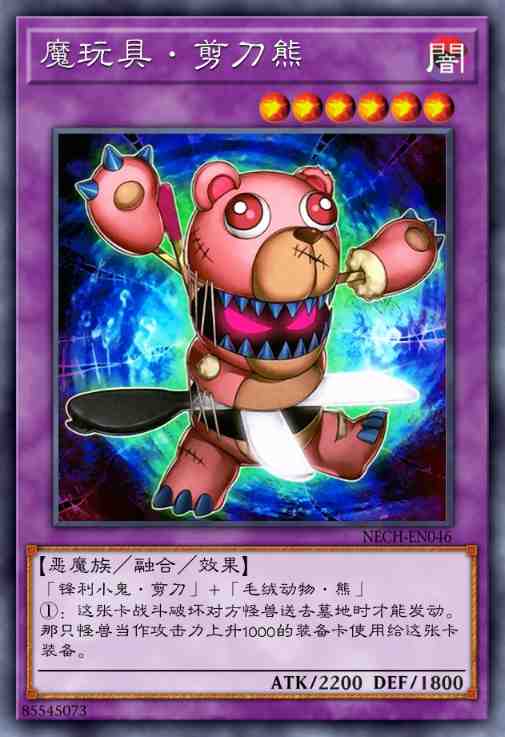 魔玩具·剪刀熊
闇
NECH-EN046
【恶魔族／融合／效果】
「锋利小鬼·剪刀」+「毛绒动物·熊」
①：这张卡战斗破坏对方怪兽送去墓地时才能发动。
那只怪兽当作攻击力上升1000的装备卡使用给这张卡
装备。
ATK/2200 DEF/1800
85545073